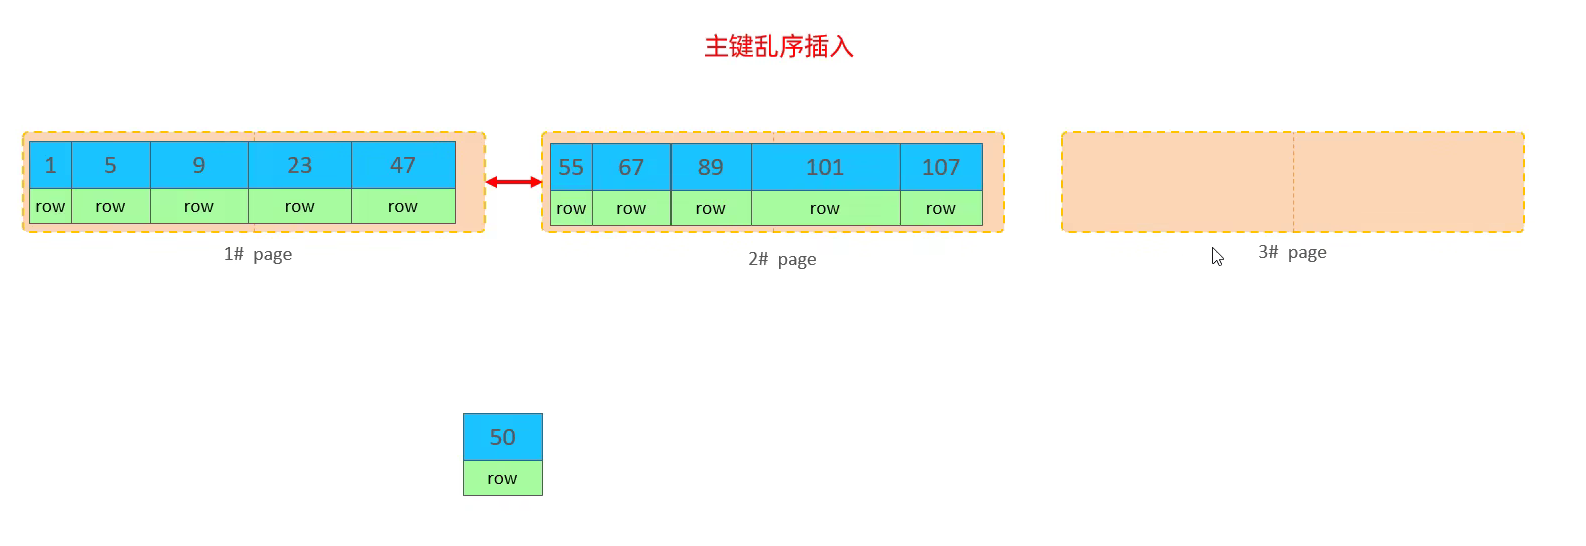 主键乱序插入
1 5 9 23 47
row row row row row
1# page
55 67 89 101 107
row row row row row
2# page
3# page
50
row